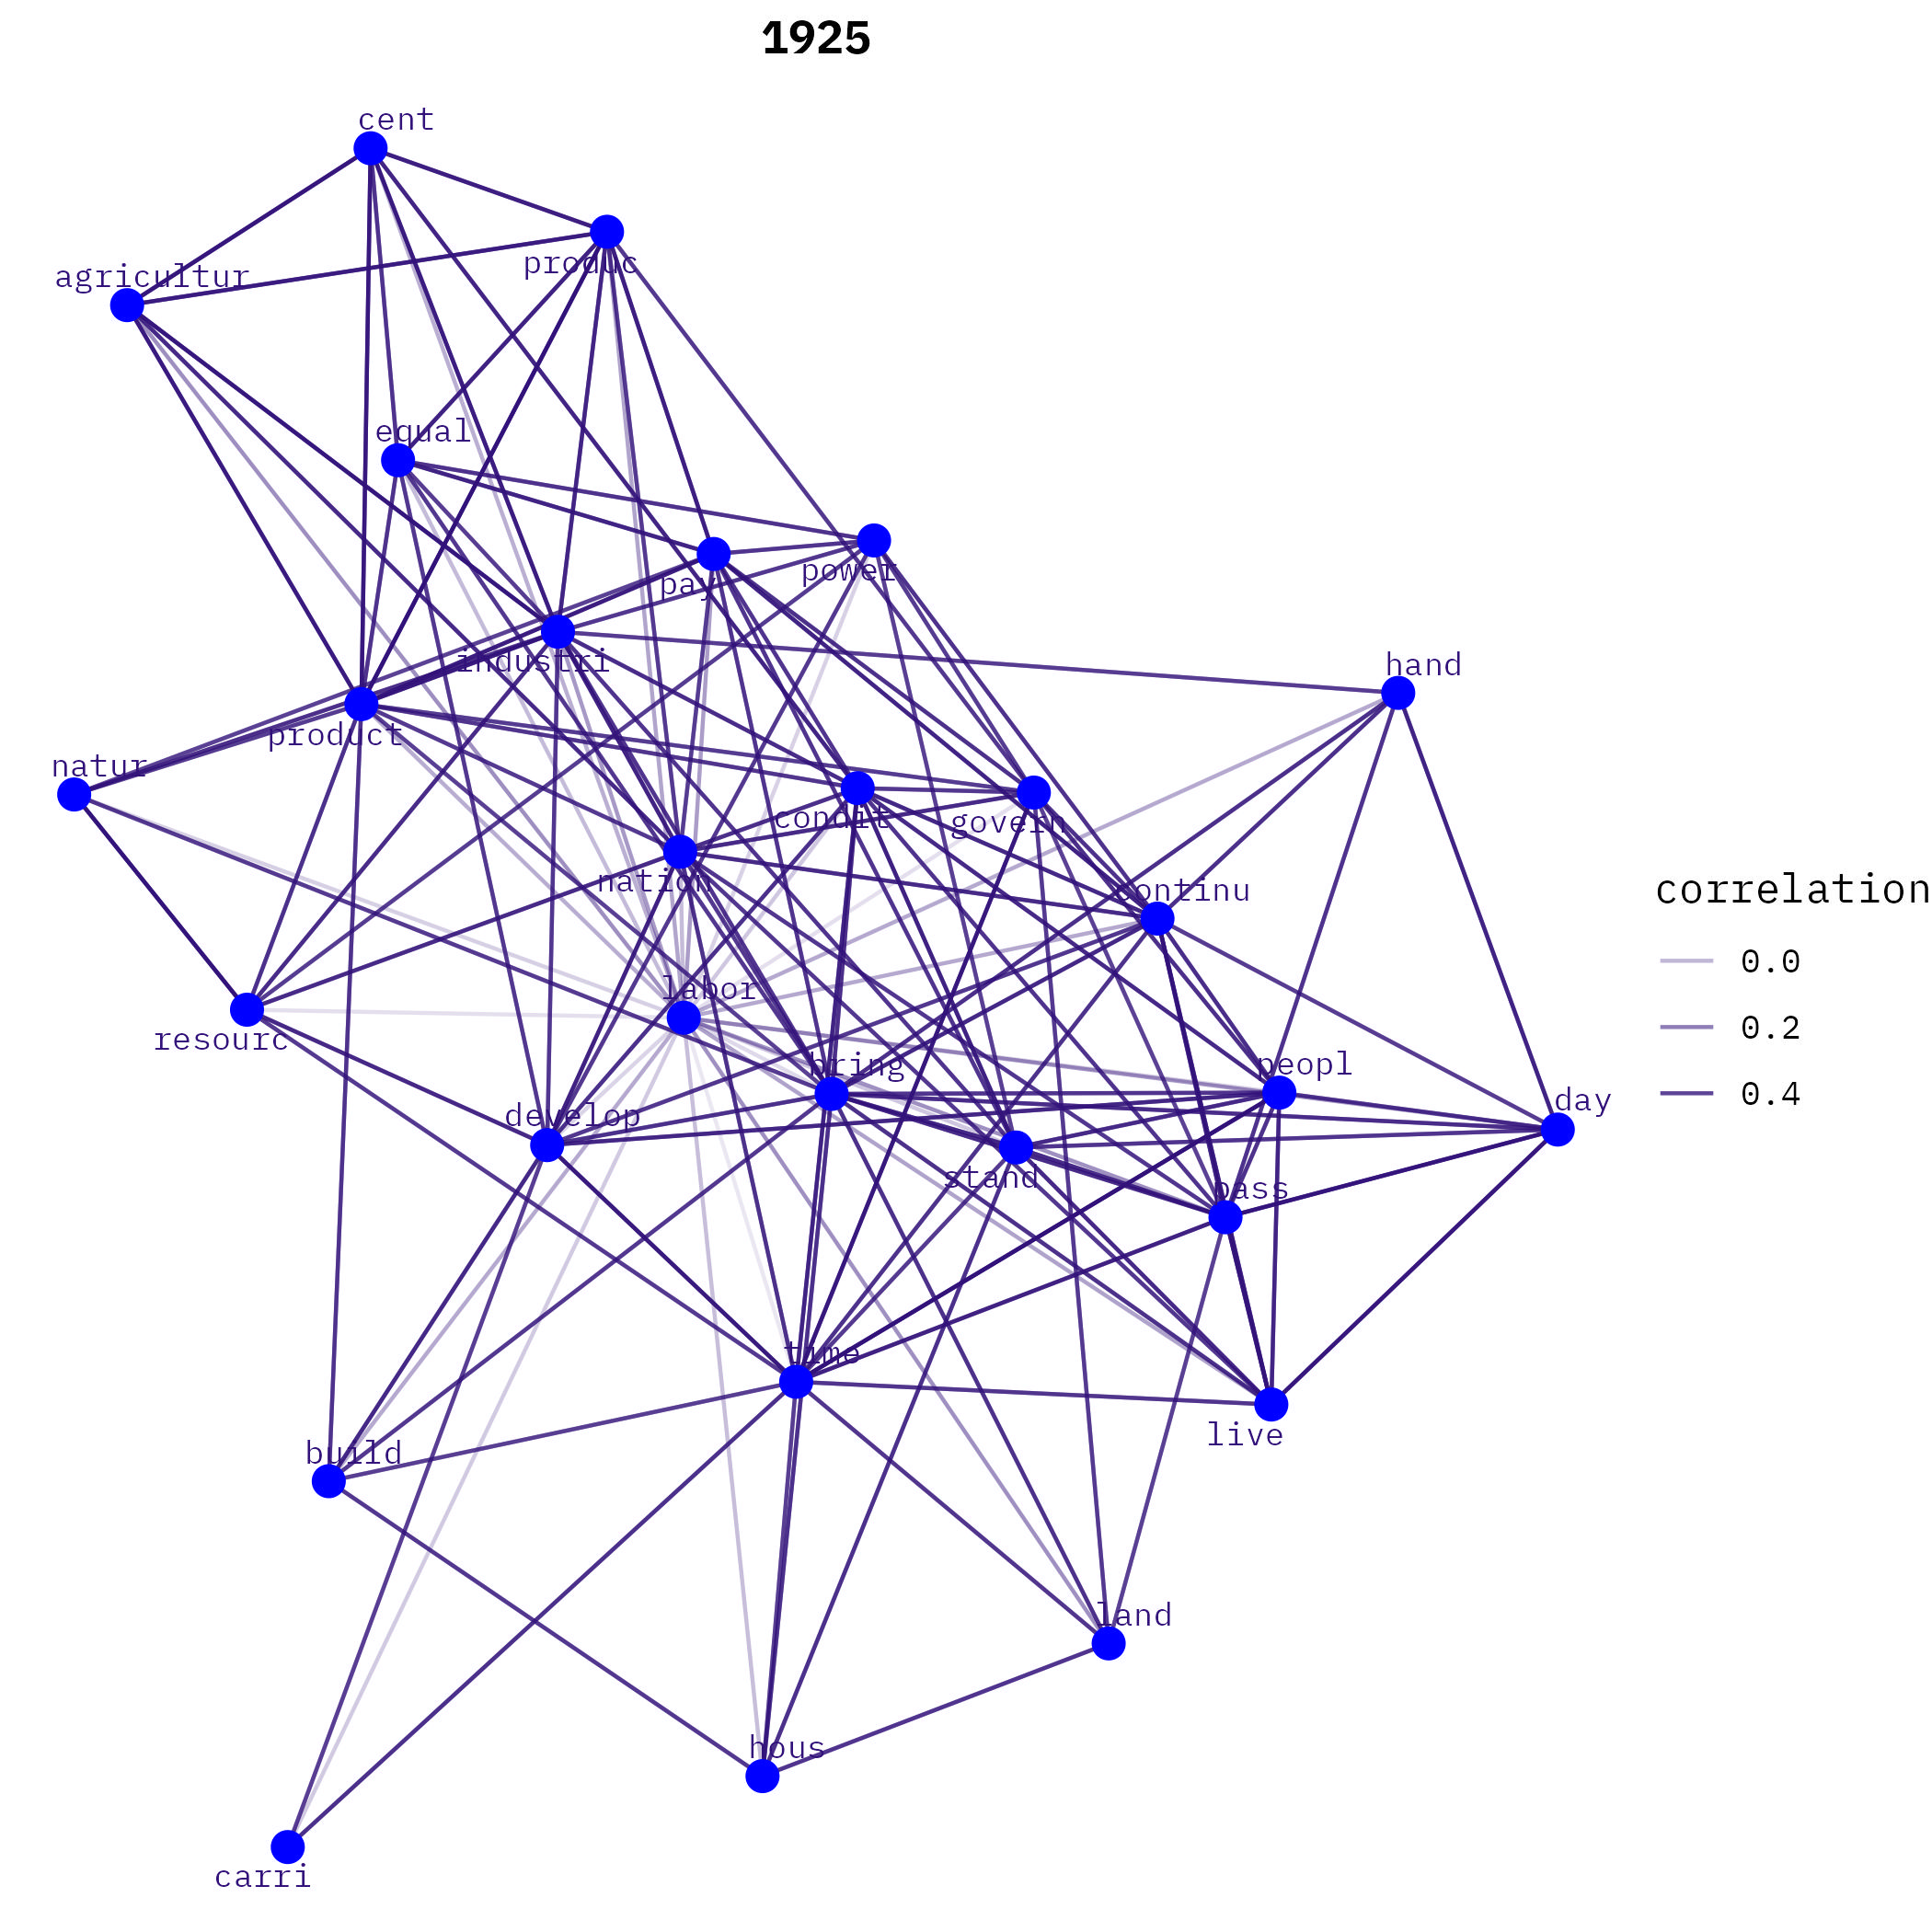 1925
cent
produc
agricultur
equal
power
pay
industri
hand
product
natur
condit
govern
nation
continu
labor
resourc
bring
peopl
develop
day
stand
pass
time
live
build
land
hous
carri
correlation
0.0
0.2
0.4